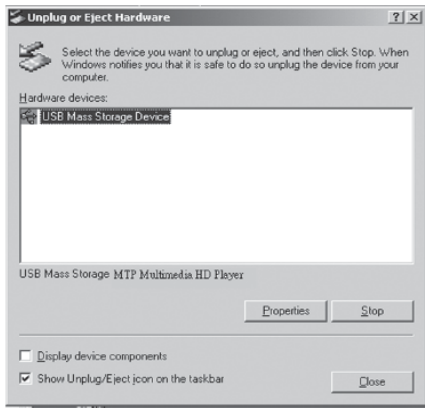 Unplug or Eject Hardware
Select the device you want to unplug or eject, and then click Stop. When
Windows notifies you that it is safe to do so unplug the device from your
computer.
Hardware devices:
USB Mass Storage Device
USB Mass Storage MTP Multimedia HD Player
Properties
Stop
Display device components
Show Unplug/Eject icon on the taskbar
Close